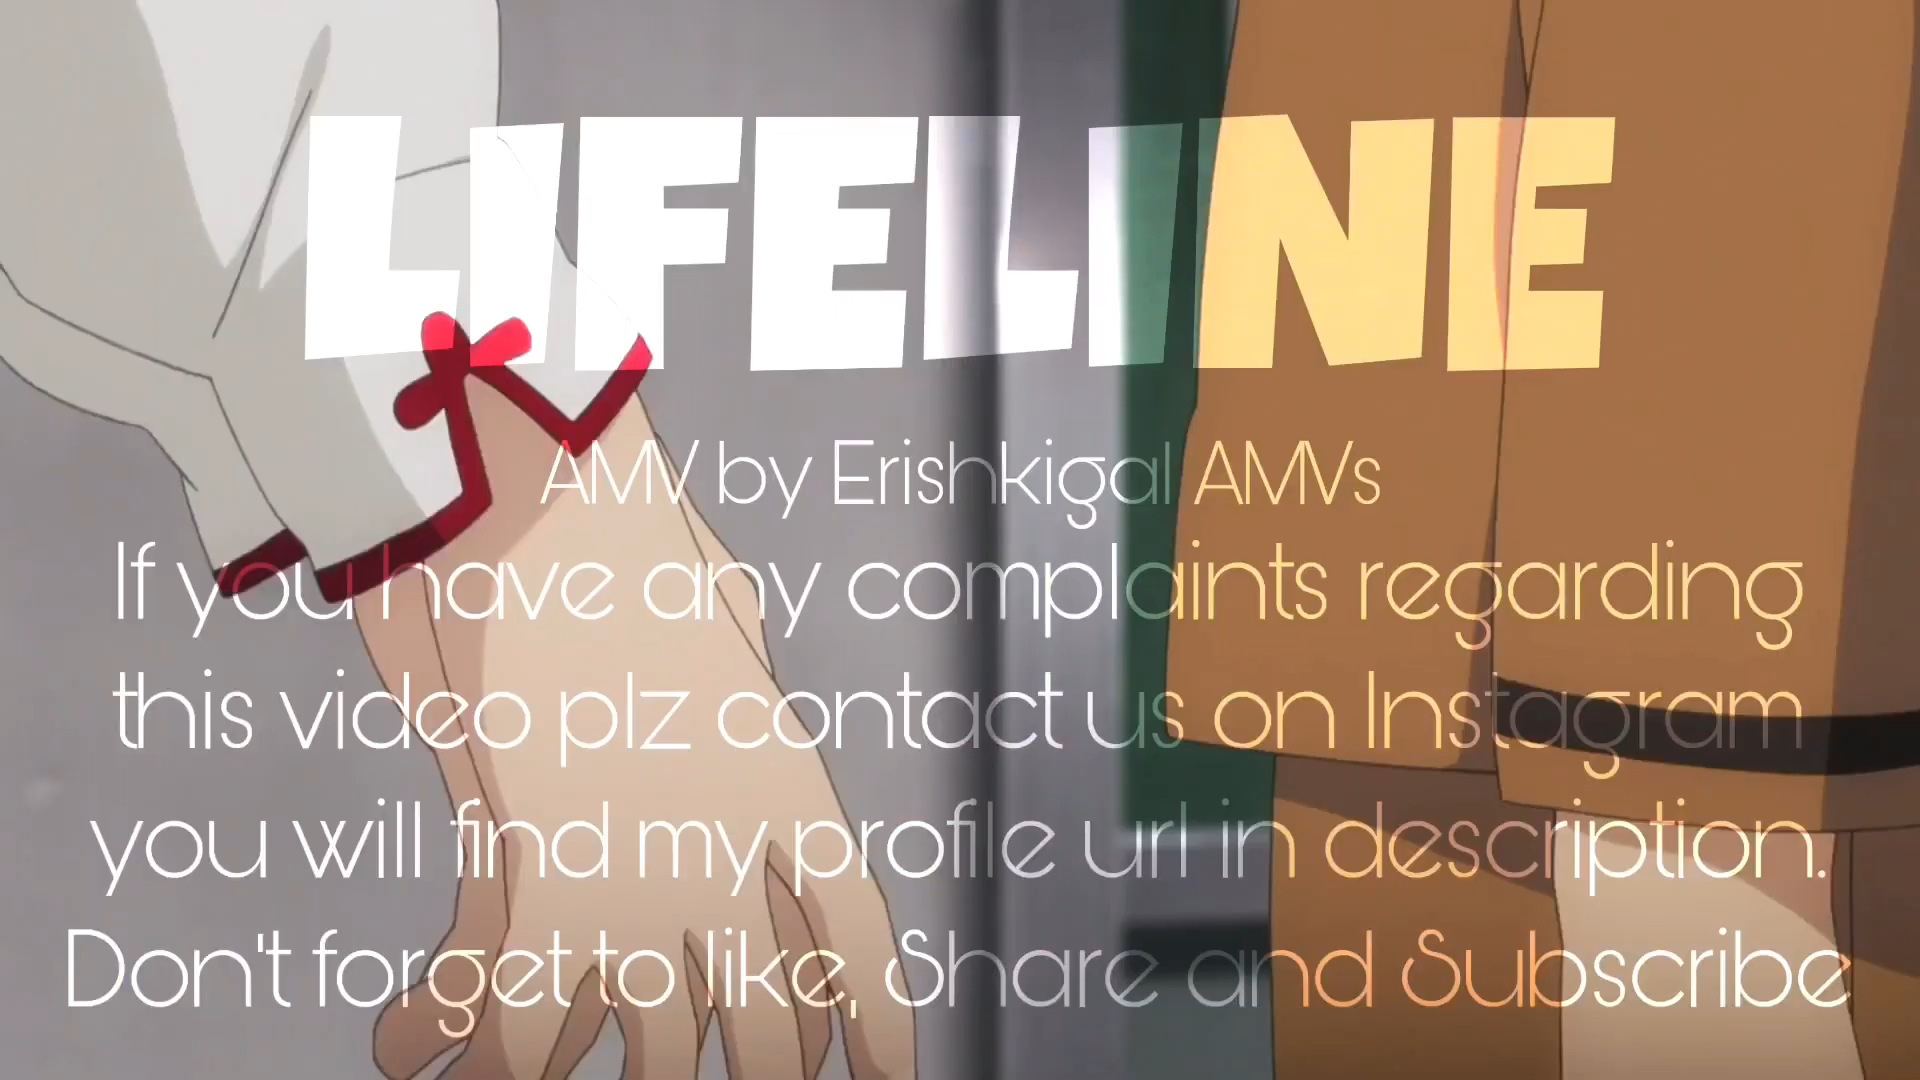 LIFELINE
AMV by Erishkigal AMVs
If you have any complaints regarding
this video plz contact us on Instagram
you will find my profile url in description.
Don't forget to like, Share and Subscribe